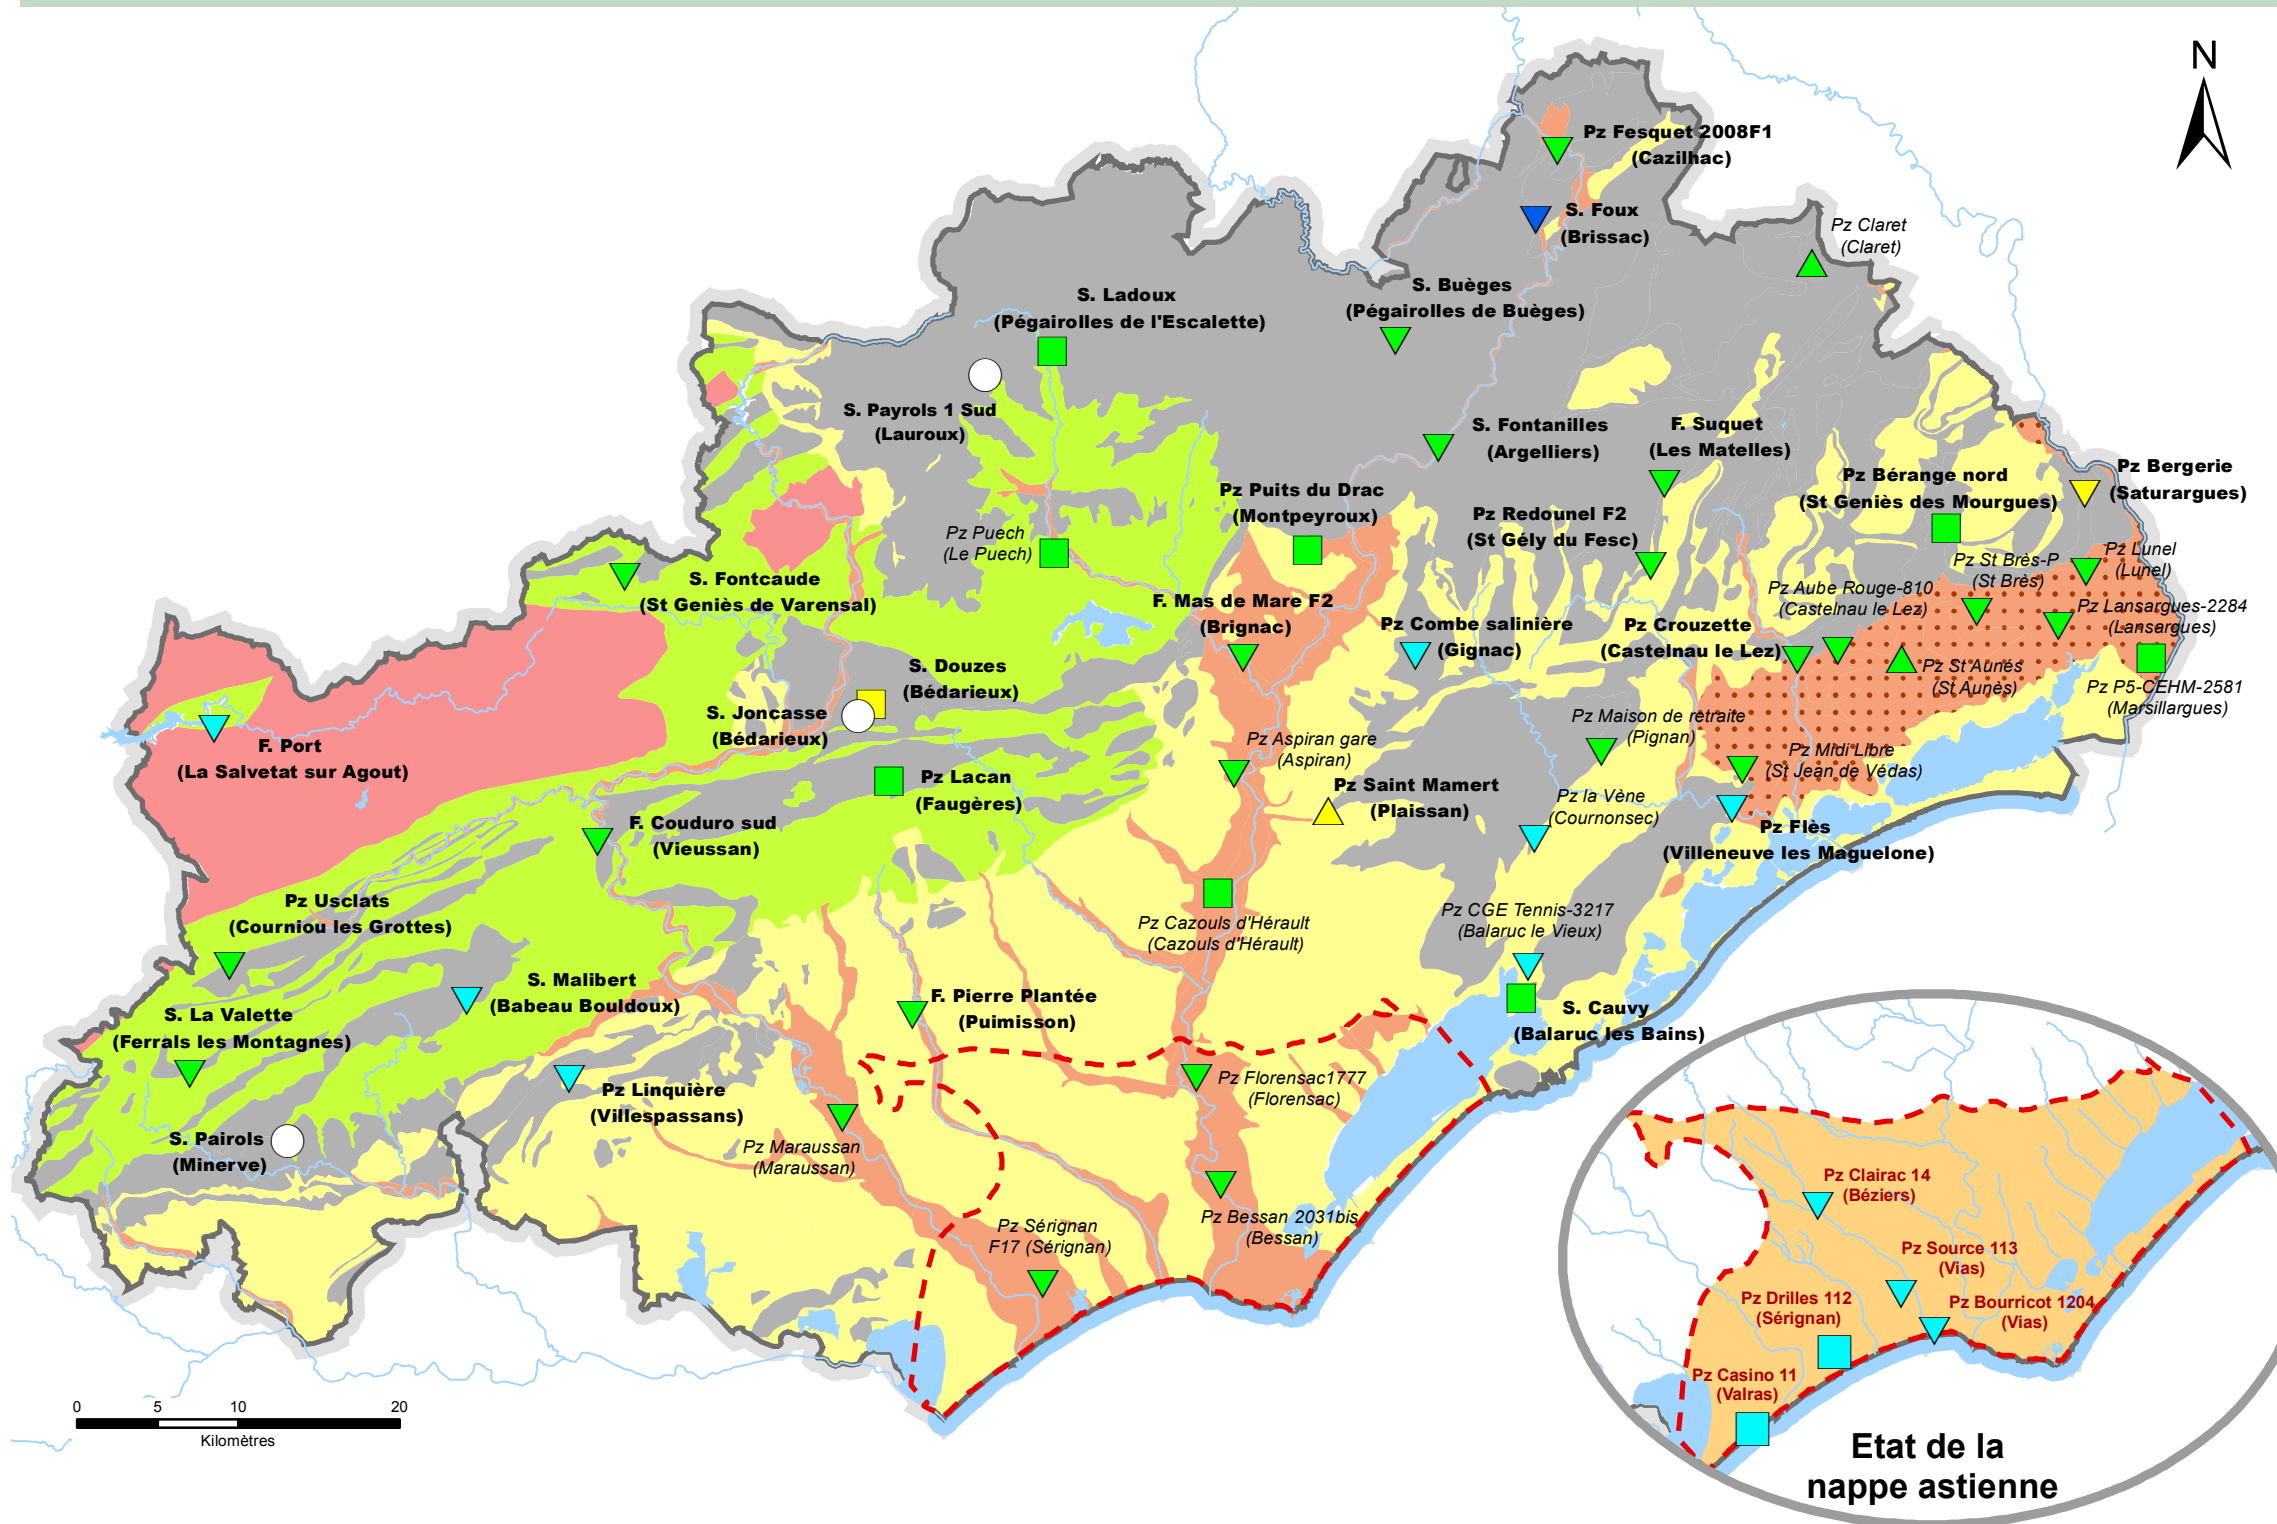 N
Pz Fesquet 2008F1
(Cazilhac)
S. Foux
(Brissac)
Pz Claret
(Claret)
S. Buèges
(Pégairolles de Buèges)
S. Ladoux
(Pégairolles de l'Escalette)
S. Payrols 1 Sud
(Lauroux)
S. Fontanilles
(Argelliers)
F. Suquet
(Les Matelles)
Pz Bérange nord
(St Geniès des Mourgues)
Pz Bergerie
(Saturargues)
Pz Puits du Drac
(Montpeyroux)
Pz Redounel F2
(St Gély du Fesc)
Pz Puech
(Le Puech)
Pz St Brès-P
(St Brès)
Pz Lunel
(Lunel)
S. Fontcaude
(St Geniès de Varensal)
Pz Aube Rouge-810
(Castelnau le Lez)
F. Mas de Mare F2
(Brignac)
Pz Combe salinière
(Gignac)
Pz Crouzette
(Castelnau le Lez)
Pz Lansargues-2284
(Lansargues)
S. Douzes
(Bédarieux)
Pz St Aunés
(St Aunès)
Pz P5-CEHM-2581
(Marsillargues)
S. Joncasse
(Bédarieux)
Pz Maison de retraite
(Pignan)
F. Port
(La Salvetat sur Agout)
Pz Aspiran gare
(Aspiran)
Pz Midi Libre
(St Jean de Védas)
Pz Lacan
(Faugères)
Pz Saint Mamert
(Plaissan)
Pz la Vène
(Cournonsec)
F. Couduro sud
(Vieussan)
Pz Flès
(Villeneuve les Maguelone)
Pz Usclats
(Courniou les Grottes)
Pz Cazouls d'Hérault
(Cazouls d'Hérault)
Pz CGE Tennis-3217
(Balaruc le Vieux)
S. Malibert
(Babeau Bouldoux)
F. Pierre Plantée
(Puimisson)
S. Cauvy
(Balaruc les Bains)
S. La Valette
(Ferrals les Montagnes)
Pz Linquière
(Villespassans)
Pz Florensac1777
(Florensac)
S. Pairols
(Minerve)
Pz Maraussan
(Maraussan)
Pz Sérignan
F17 (Sérignan)
Pz Bessan 2031bis
(Bessan)
Pz Clairac 14
(Béziers)
Pz Source 113
(Vias)
Pz Drilles 112
(Sérignan)
Pz Bourricot 1204
(Vias)
Pz Casino 11
(Valras)
0 5 10 20
Kilomètres
Etat de la
nappe astienne